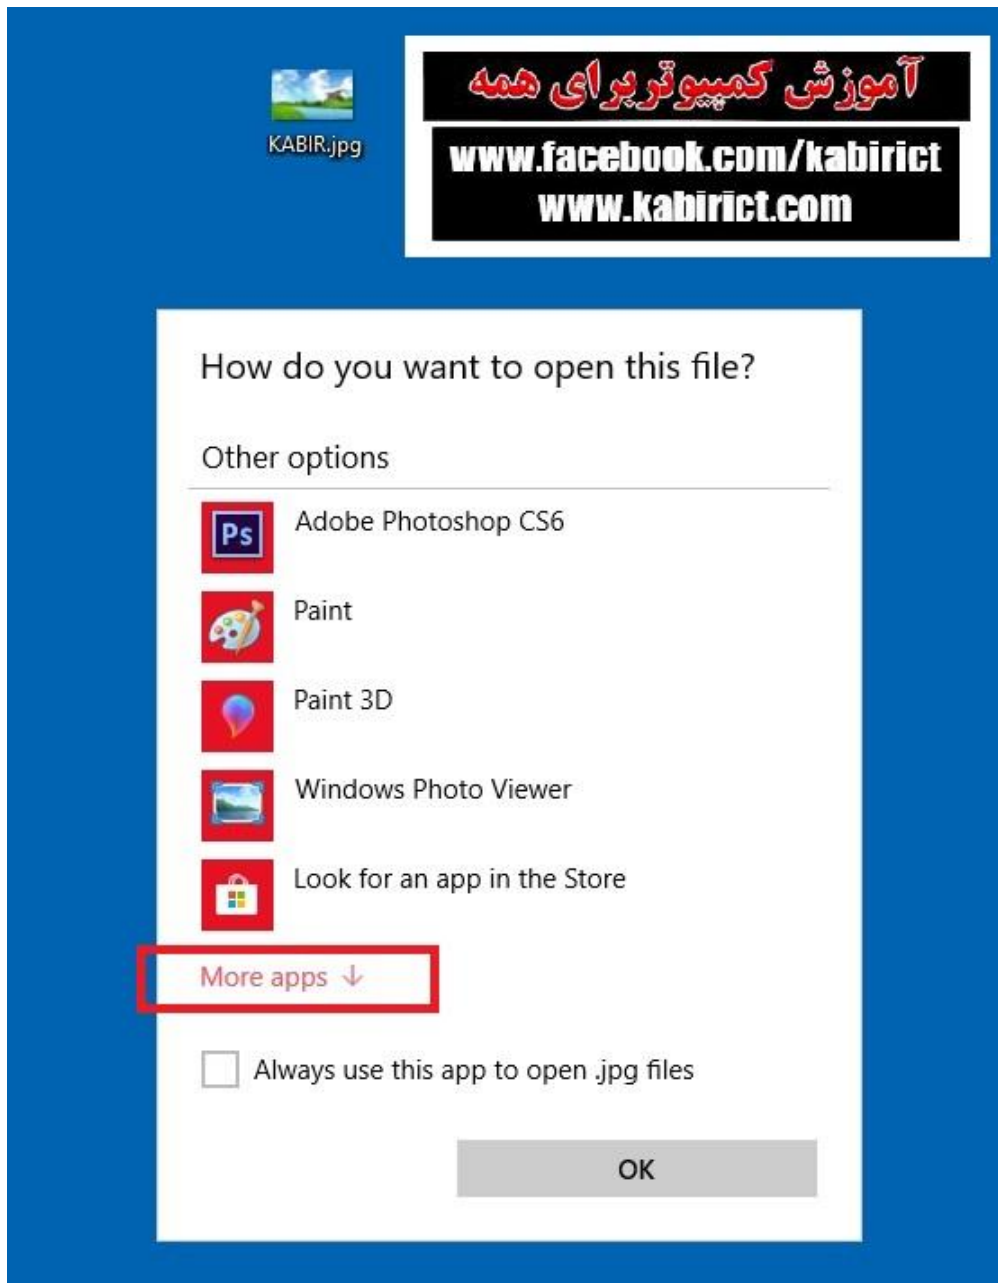 KABIR.jpg
آموزش کمپیوتر برای همه
www.facebook.com/kabirict
www.kabirict.com
How do you want to open this file?
Other options
Ps
Adobe Photoshop CS6
Paint
Paint 3D
Windows Photo Viewer
Look for an app in the Store
More apps ↓
Always use this app to open .jpg files
OK